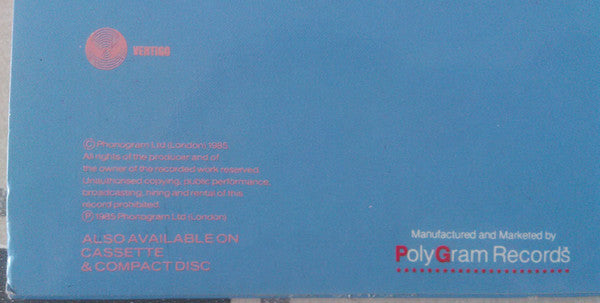 VERTIGO
© Phonogram Ltd (London) 1985
All rights of the producer and of
the owner of the recorded work reserved.
Unauthorised copying, public performance,
broadcasting, hiring and rental of this
record prohibited.
℗ 1985 Phonogram Ltd (London)
ALSO AVAILABLE ON
CASSETTE
& COMPACT DISC
Manufactured and Marketed by
PolyGram Records